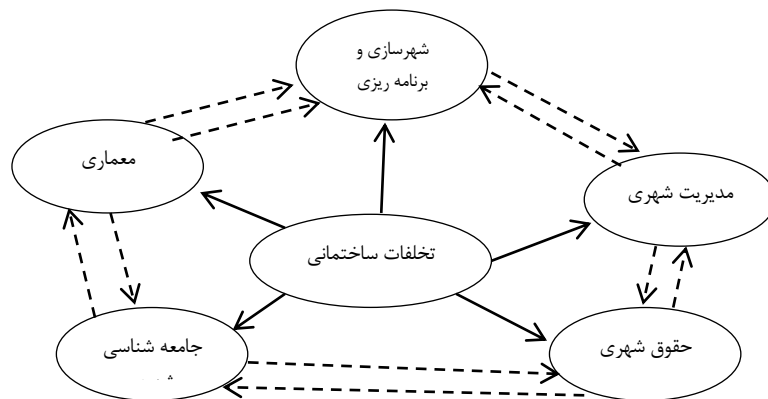 شهرسازی و
برنامه ریزی
معماری
مدیریت شهری
تخلفات ساختمانی
جامعه شناسی
حقوق شهری